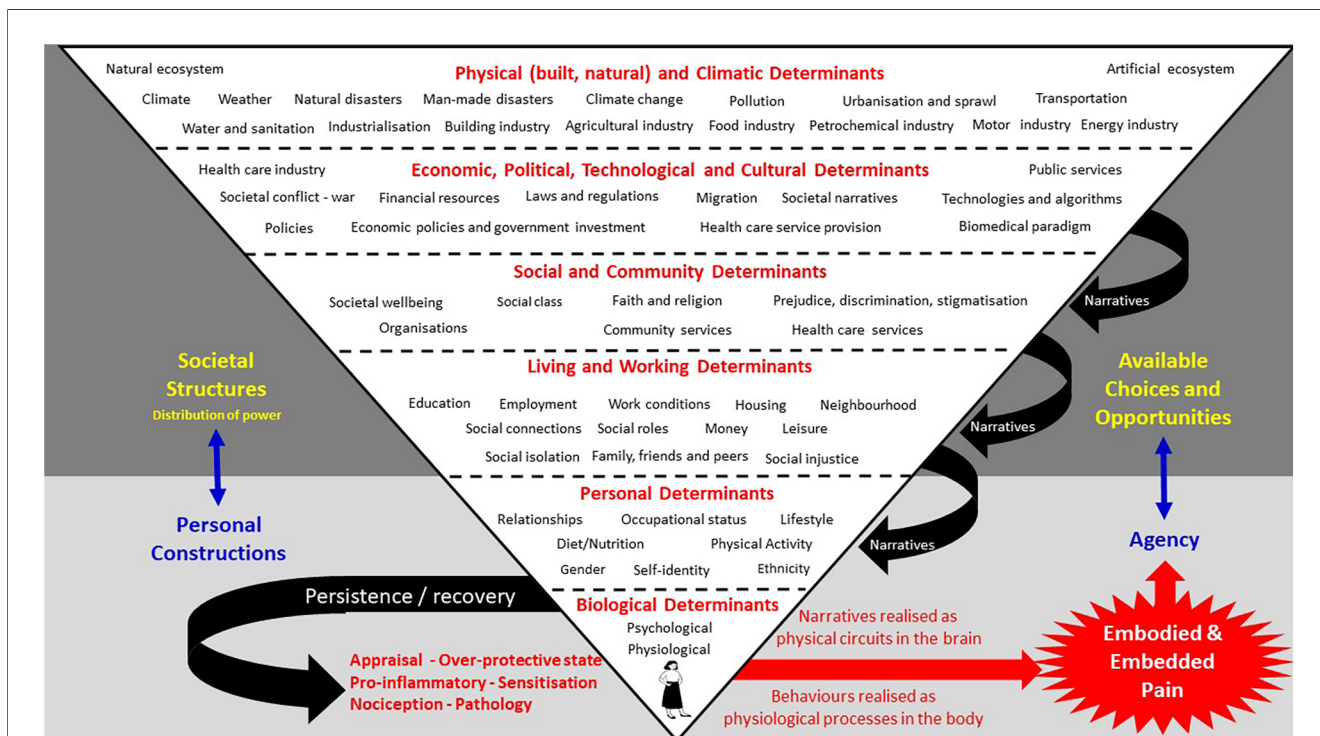 Natural ecosystem
Physical (built, natural) and Climatic Determinants
Artificial ecosystem
Climate Weather Natural disasters Man-made disasters Climate change Pollution Urbanisation and sprawl Transportation
Water and sanitation Industrialisation Building industry Agricultural industry Food industry Petrochemical industry Motor industry Energy industry
Health care industry
Economic, Political, Technological and Cultural Determinants
Public services
Societal conflict - war Financial resources Laws and regulations Migration Societal narratives Technologies and algorithms
Policies Economic policies and government investment Health care service provision Biomedical paradigm
Social and Community Determinants
Societal wellbeing Social class Faith and religion Prejudice, discrimination, stigmatisation
Organisations Community services Health care services
Narratives
Living and Working Determinants
Education Employment Work conditions Housing Neighbourhood
Social connections Social roles Money Leisure
Social isolation Family, friends and peers Social injustice
Narratives
Societal
Structures
Distribution of power
Available
Choices and
Opportunities
Personal Determinants
Relationships Occupational status Lifestyle
Diet/Nutrition Physical Activity
Gender Self-identity Ethnicity
Narratives
Personal
Constructions
Agency
Persistence / recovery
Biological Determinants
Psychological
Physiological
Appraisal - Over-protective state
Pro-inflammatory - Sensitisation
Nociception - Pathology
Narratives realised as
physical circuits in the brain
Behaviours realised as
physiological processes in the body
Embodied &
Embedded
Pain